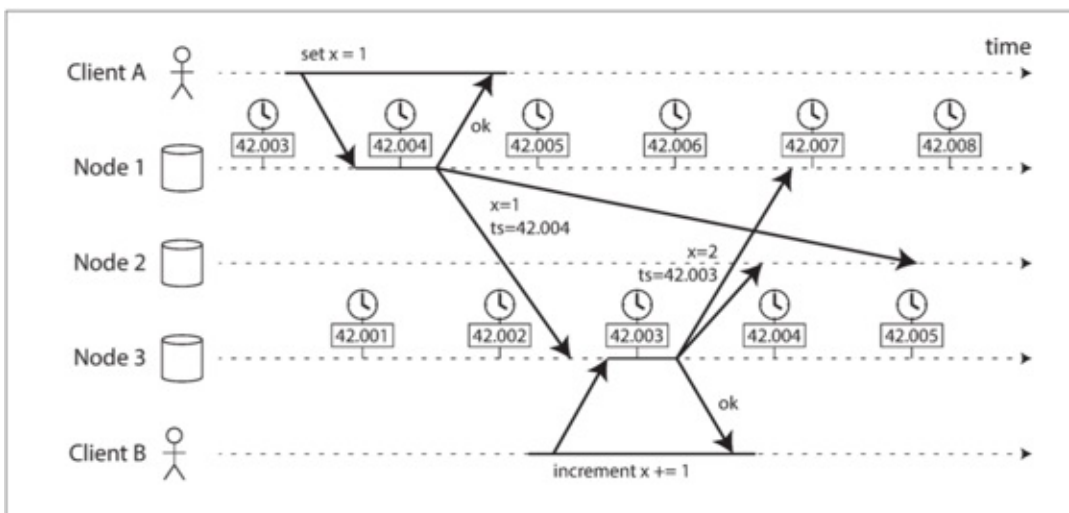 time
set x = 1
Client A
ok
42.003 42.004 42.005 42.006 42.007 42.008
Node 1
x=1
ts=42.004
x=2
Node 2
ts=42.003
42.001 42.002 42.003 42.004 42.005
Node 3
ok
Client B
increment x += 1